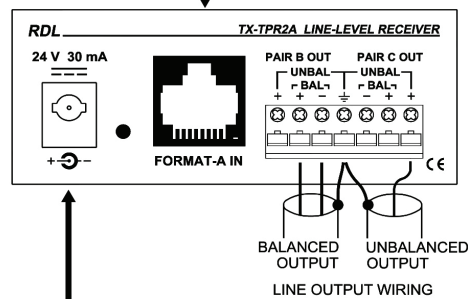 RDL TX-TPR2A LINE-LEVEL RECEIVER
24 V 30 mA
PAIR B OUT PAIR C OUT
UNBAL UNBAL
BAL BAL
+ + - - + +
FORMAT-A IN
+ -
CE
BALANCED OUTPUT
UNBALANCED OUTPUT
LINE OUTPUT WIRING